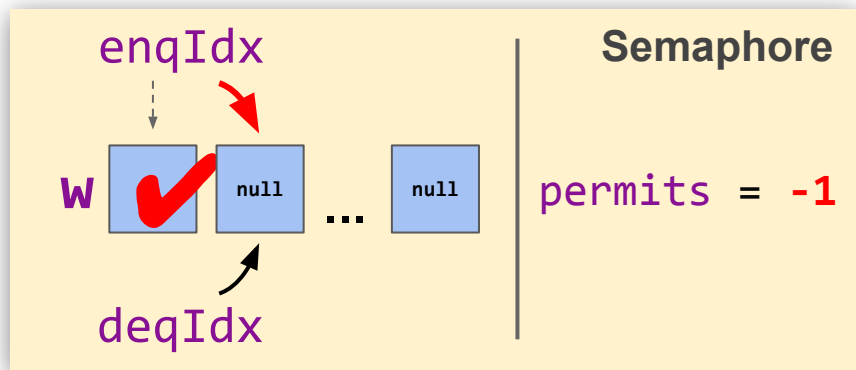 enqIdx
Semaphore
W null ... null
permits = -1
deqIdx